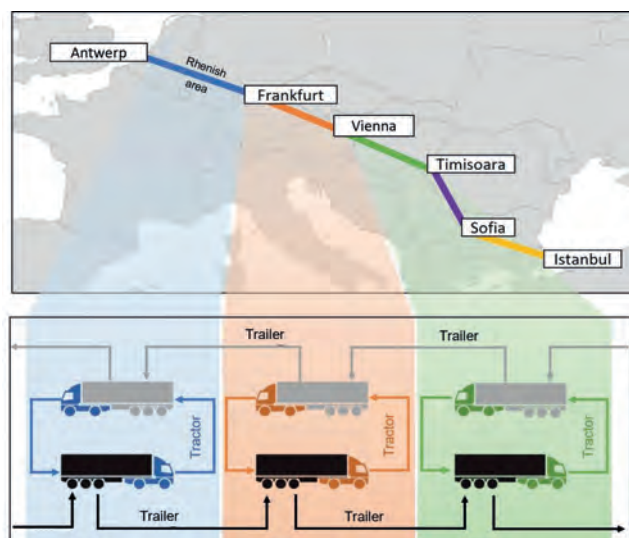 Antwerp
Rhenish
area
Frankfurt
Vienna
Timisoara
Sofia
Istanbul
Trailer
Trailer
Tractor
Tractor
Tractor
Trailer
Trailer